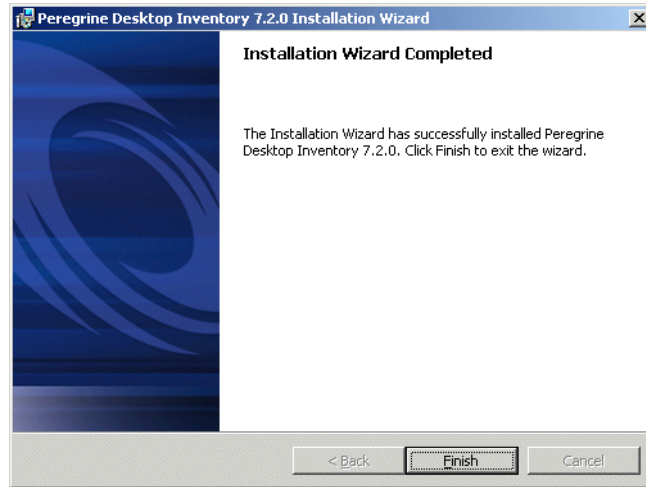 Peregrine Desktop Inventory 7.2.0 Installation Wizard
Installation Wizard Completed
The Installation Wizard has successfully installed Peregrine
Desktop Inventory 7.2.0. Click Finish to exit the wizard.
< Back Finish Cancel